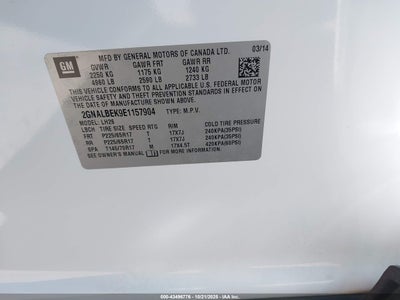 GM
MFD BY GENERAL MOTORS OF CANADA LTD. 03/14
GVWR GAWR FRT GAWR RR
2250 KG 1175 KG 1240 KG
4960 LB 2590 LB 2733 LB
THIS VEHICLE CONFORMS TO ALL APPLICABLE U.S. FEDERAL MOTOR
VEHICLE SAFETY AND THEFT PREVENTION STANDARDS IN EFFECT ON
THE DATE OF MANUFACTURE SHOWN ABOVE.
2GNALBEK9E1157904 TYPE: M.P.V.
MODEL: LH26
LBCH TIRE SIZE SPEED RTG RIM COLD TIRE PRESSURE
FRT P225/65R17 T 17X7J 240KPA(35PSI)
RR P225/65R17 T 17X7J 240KPA(35PSI)
SPA T145/70R17 M 17X4.5T 420KPA(60PSI)
SEE OWNER'S MANUAL FOR MORE INFORMATION.
600-43496776 - (10/21/2025) - IAA, Inc